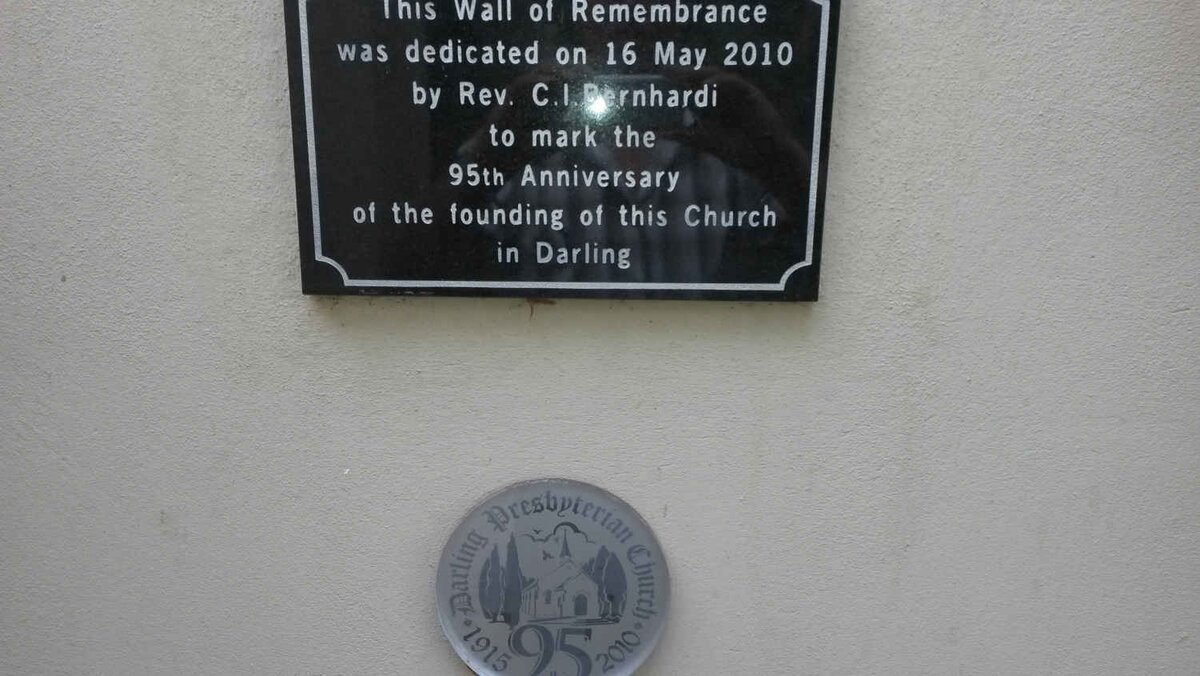 This Wall of Remembrance
was dedicated on 16 May 2010
by Rev. C.I. Bernhardi
to mark the
95th Anniversary
of the founding of this Church
in Darling
Darling Presbyterian Church
1915 95 2010